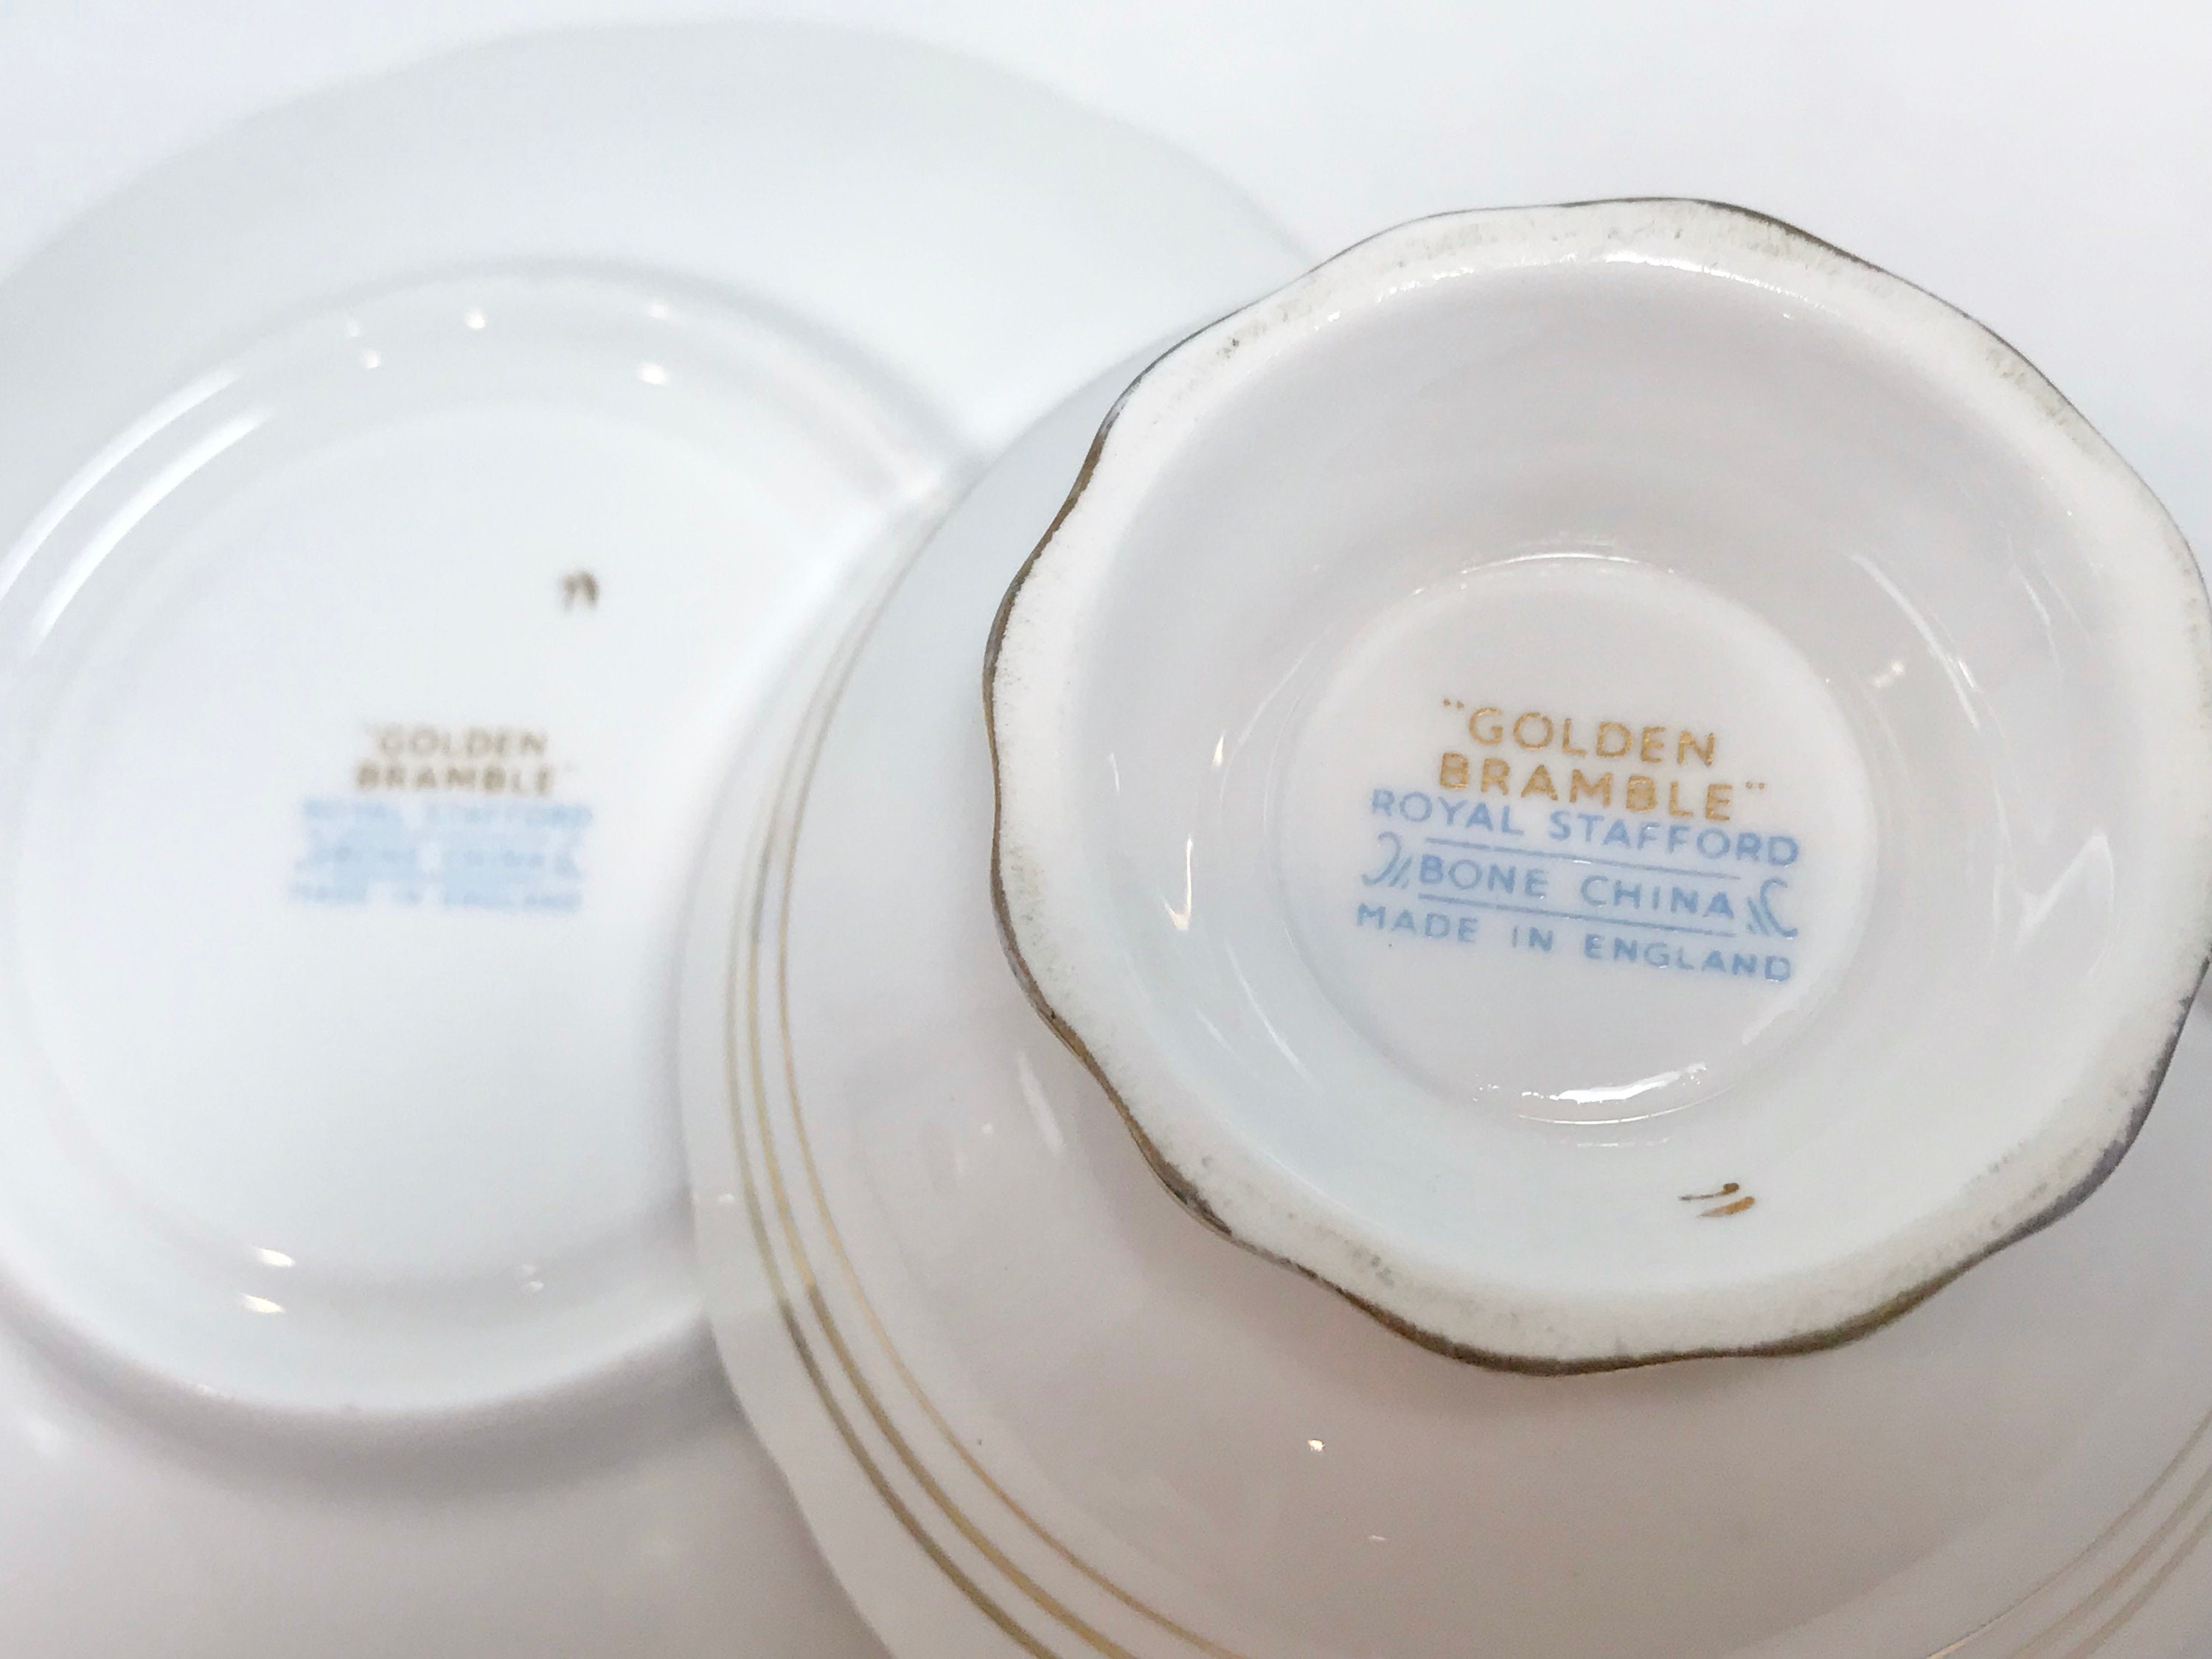 "GOLDEN
BRAMBLE"
ROYAL STAFFORD
BONE CHINA
MADE IN ENGLAND
"GOLDEN
BRAMBLE"
ROYAL STAFFORD
BONE CHINA
MADE IN ENGLAND